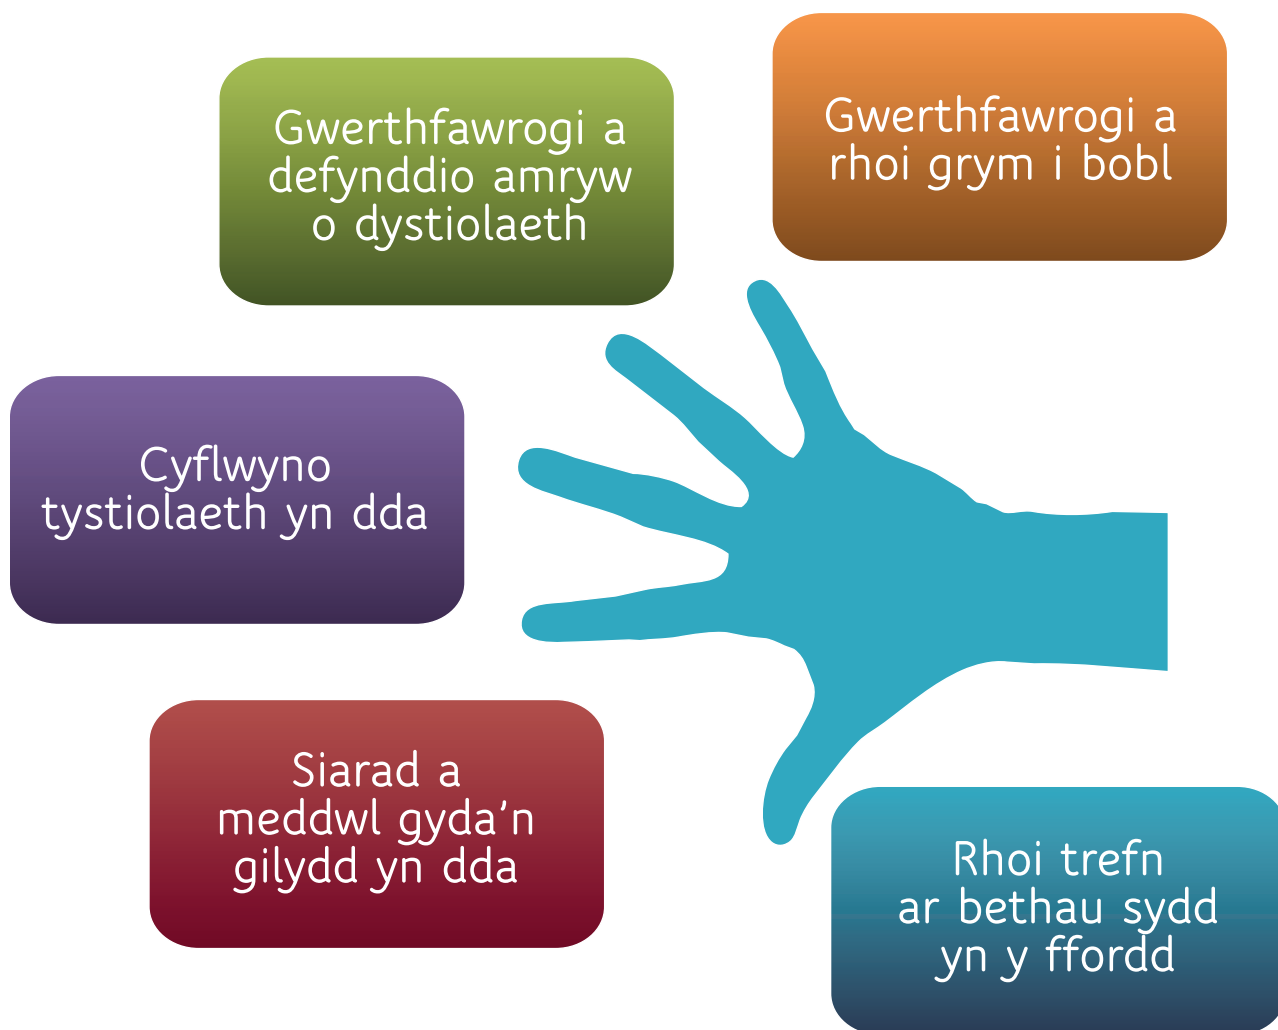 Gwerthfawrogi a
defynddio amryw
o dystiolaeth
Gwerthfawrogi a
rhoi grym i bobl
Cyflwyno
tystiolaeth yn dda
Siarad a
meddwl gyda'n
gilydd yn dda
Rhoi trefn
ar bethau sydd
yn y ffordd